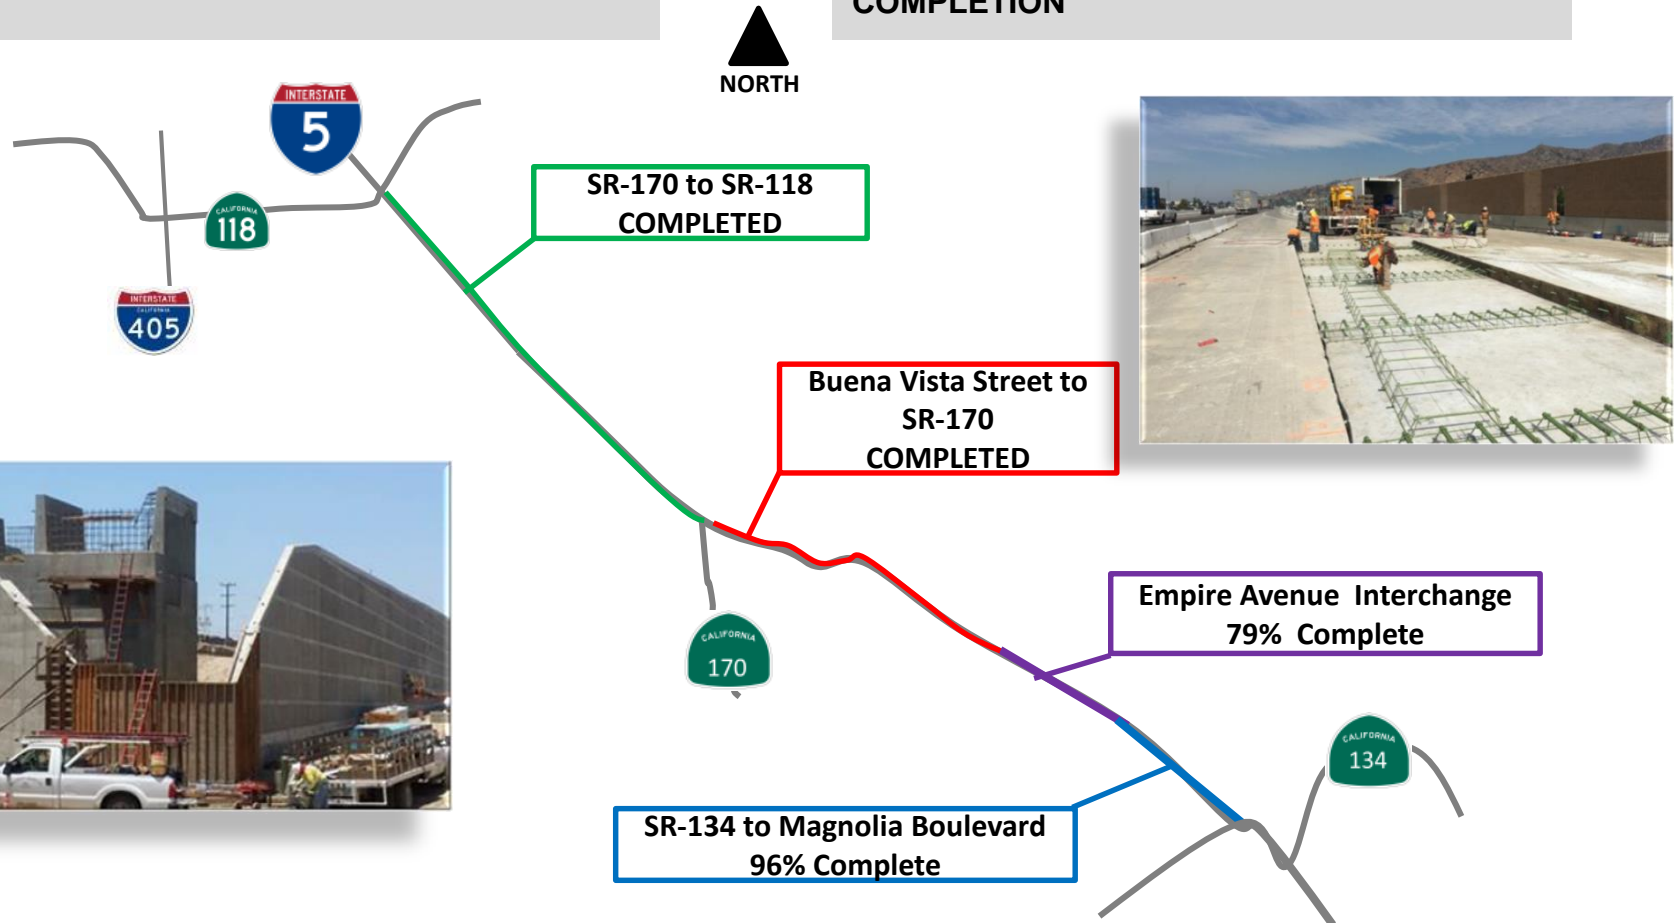 COMPLETION
NORTH
INTERSTATE
5
SR-170 to SR-118
COMPLETED
CALIFORNIA
118
INTERSTATE
CALIFORNIA
405
Buena Vista Street to
SR-170
COMPLETED
Empire Avenue  Interchange
79%  Complete
CALIFORNIA
170
CALIFORNIA
134
SR-134 to Magnolia Boulevard
96% Complete